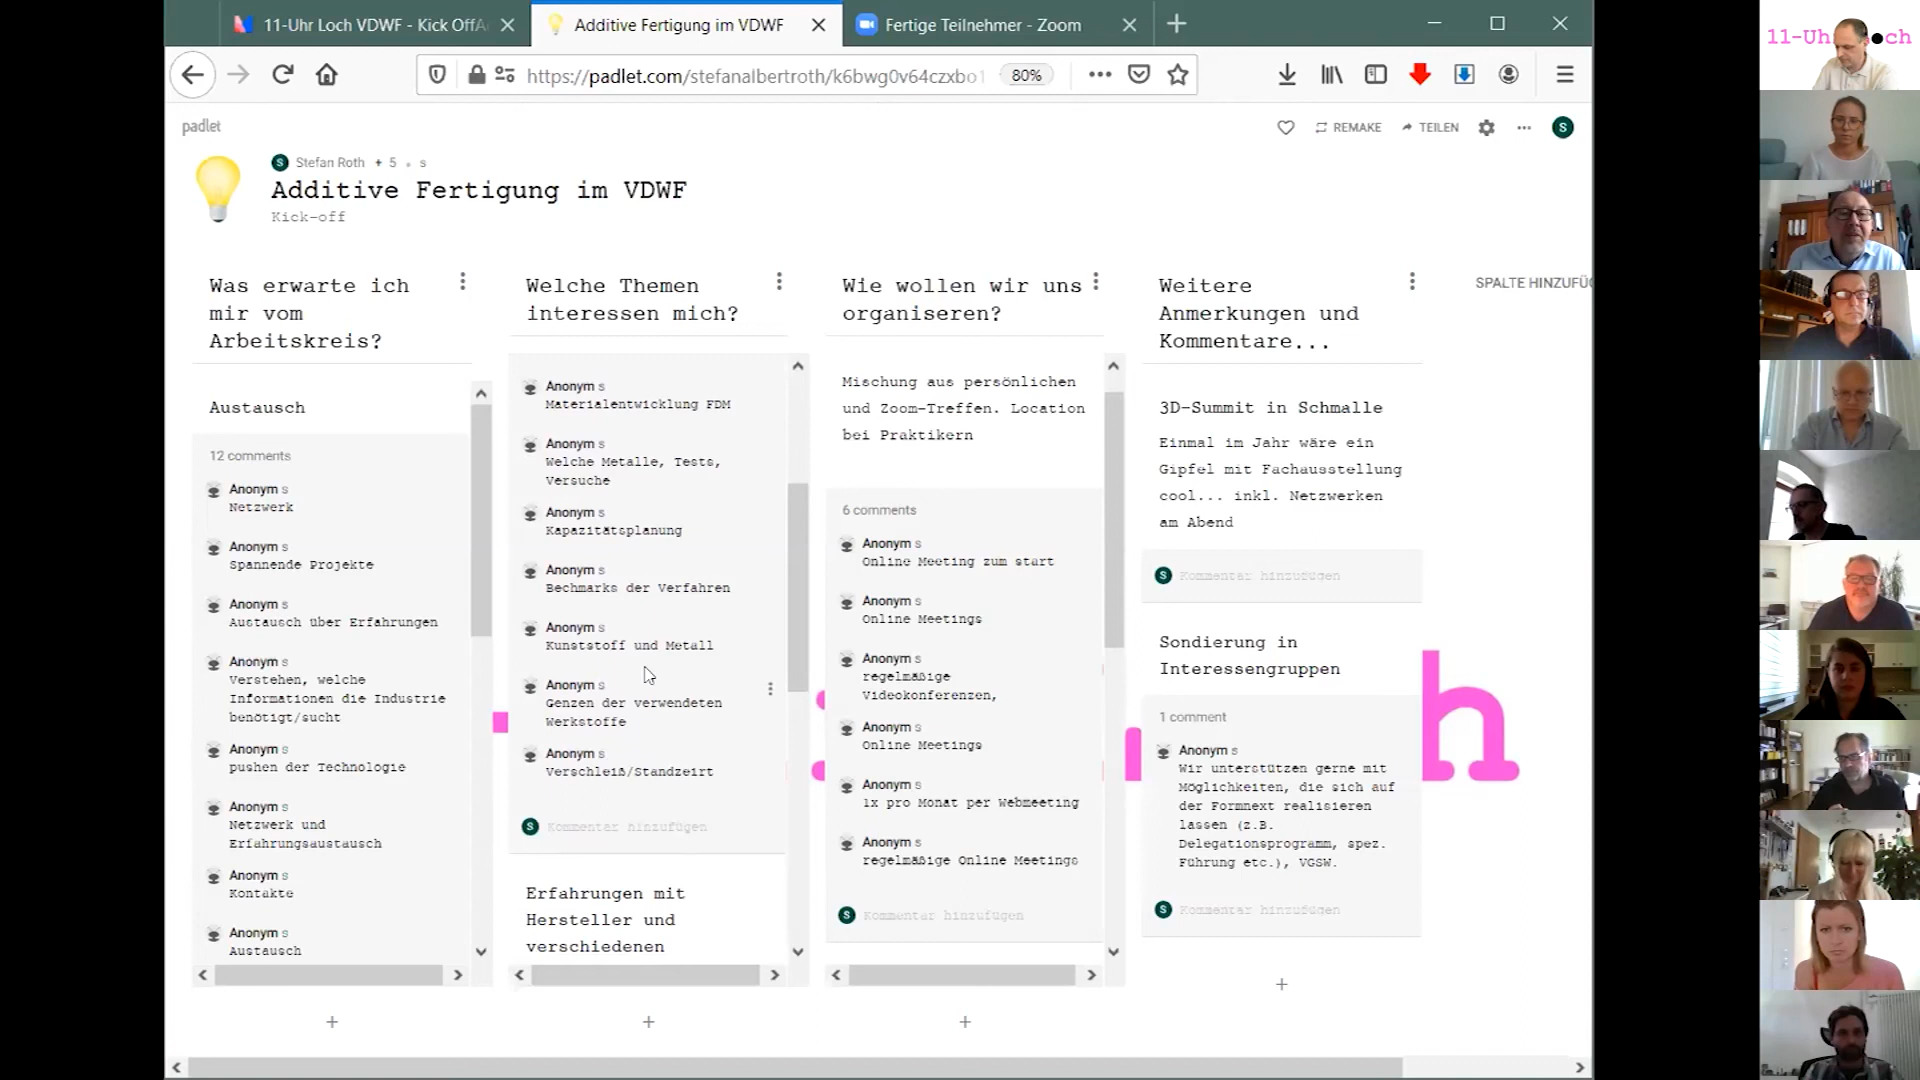 11-Uhr Loch VDWF - Kick OffA
Additive Fertigung im VDWF
Fertige Teilnehmer - Zoom
https://padlet.com/stefanalbertroth/k6bwg0v64czxbo1
80%
padlet
REMAKE
TEILEN
S
S Stefan Roth + 5 s
Additive Fertigung im VDWF
Kick-off
Was erwarte ich
mir vom
Arbeitskreis?
Austausch
12 comments
Anonym s
Netzwerk
Anonym s
Spannende Projekte
Anonym s
Austausch über Erfahrungen
Anonym s
Verstehen, welche
Informationen die Industrie
benötigt/sucht
Anonym s
pushen der Technologie
Anonym s
Netzwerk und
Erfahrungsaustausch
Anonym s
Kontakte
Anonym s
Austausch
Welche Themen
interessen mich?
Anonym s
Materialentwicklung FDM
Anonym s
Welche Metalle, Tests,
Versuche
Anonym s
Kapazitätsplanung
Anonym s
Bechmarks der Verfahren
Anonym s
Kunststoff und Metall
Anonym s
Genzen der verwendeten
Werkstoffe
Anonym s
Verschleiß/Standzeirt
S Kommentar hinzufügen
Erfahrungen mit
Hersteller und
verschiedenen
Wie wollen wir uns
organiseren?
Mischung aus persönlichen
und Zoom-Treffen. Location
bei Praktikern
6 comments
Anonym s
Online Meeting zum start
Anonym s
Online Meetings
Anonym s
regelmäßige
Videokonferenzen,
Anonym s
Online Meetings
Anonym s
1x pro Monat per Webmeeting
Anonym s
regelmäßige Online Meetings
S Kommentar hinzufügen
Weitere
Anmerkungen und
Kommentare...
3D-Summit in Schmalle
Einmal im Jahr wäre ein
Gipfel mit Fachausstellung
cool... inkl. Netzwerken
am Abend
S Kommentar hinzufügen
Sondierung in
Interessengruppen
1 comment
Anonym s
Wir unterstützen gerne mit
Möglichkeiten, die sich auf
der Formnext realisieren
lassen (z.B.
Delegationsprogramm, spez.
Führung etc.), VGSW.
S Kommentar hinzufügen
SPALTE HINZUFÜG
h
11-Uh ch